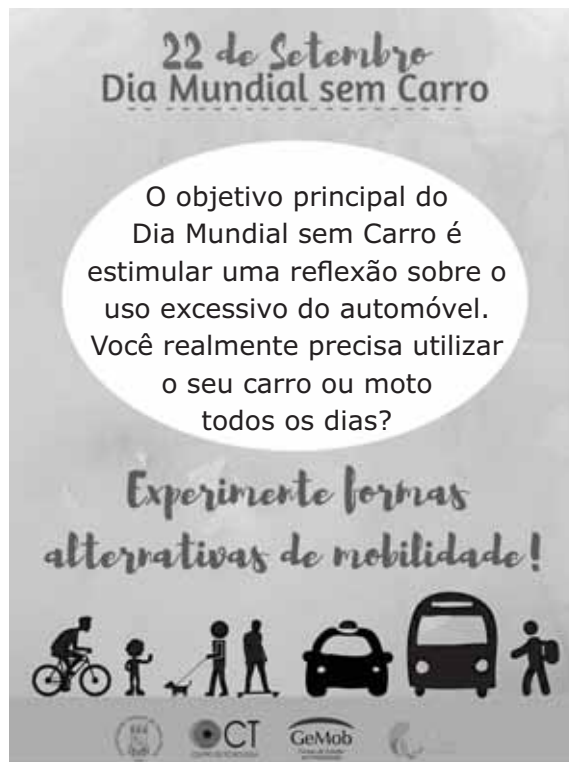 22 de Setembro
Dia Mundial sem Carro
O objetivo principal do
Dia Mundial sem Carro é
estimular uma reflexão sobre o
uso excessivo do automóvel.
Você realmente precisa utilizar
o seu carro ou moto
todos os dias?
Experimente formas
alternativas de mobilidade!
CT
GeMob